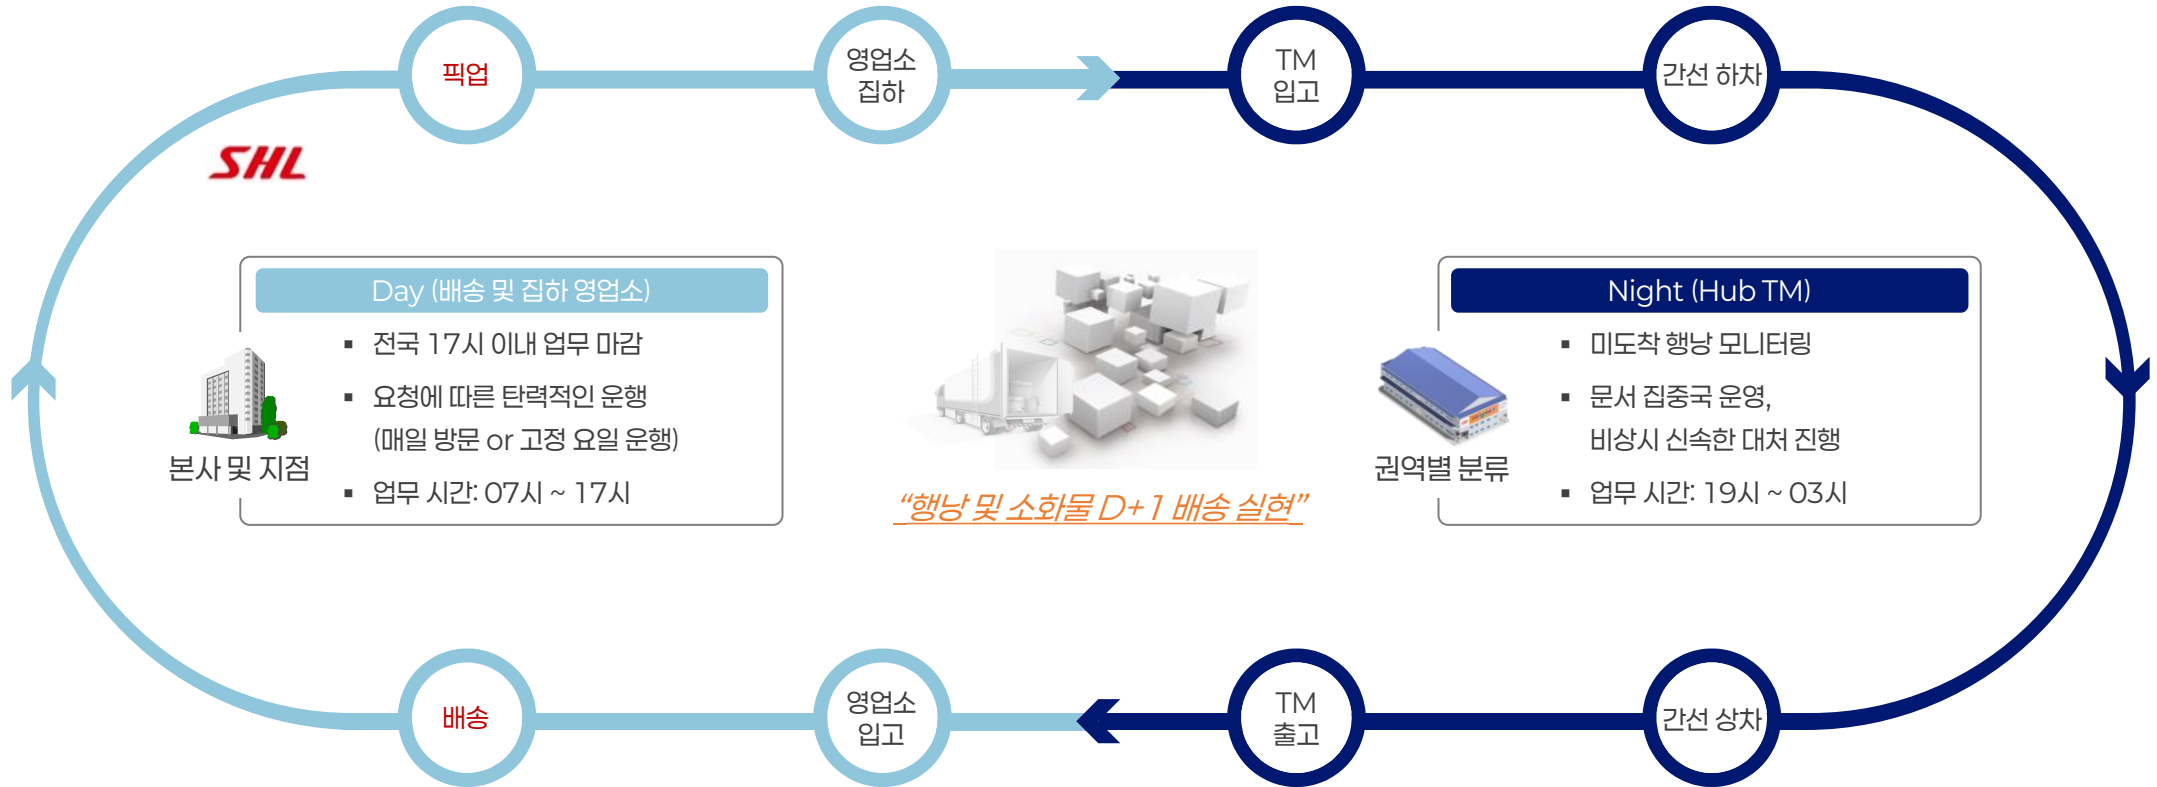 픽업
영업소
집하
TM
입고
간선 하차
SHL
Day (배송 및 집하 영업소)
▪ 전국 17시 이내 업무 마감
▪ 요청에 따른 탄력적인 운행
(매일 방문 or 고정 요일 운행)
▪ 업무 시간: 07시 ~ 17시
본사 및 지점
“행낭 및 소화물 D+1 배송 실현”
Night (Hub TM)
▪ 미도착 행낭 모니터링
▪ 문서 집중국 운영,
비상시 신속한 대처 진행
▪ 업무 시간: 19시 ~ 03시
권역별 분류
배송
영업소
입고
TM
출고
간선 상차